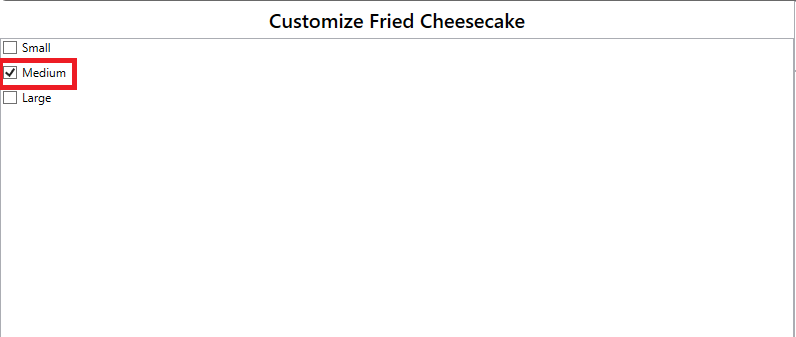 Customize Fried Cheesecake
Small
Medium
Large